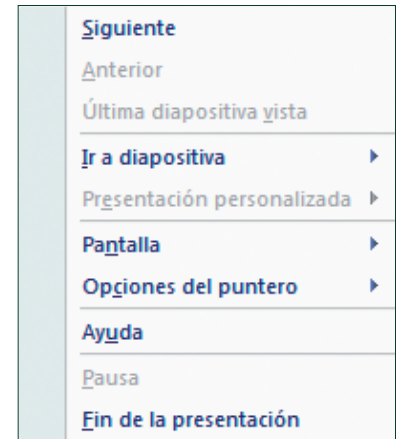 Siguiente
Anterior
Última diapositiva vista
Ir a diapositiva
Presentación personalizada
Pantalla
Opciones del puntero
Ayuda
Pausa
Fin de la presentación